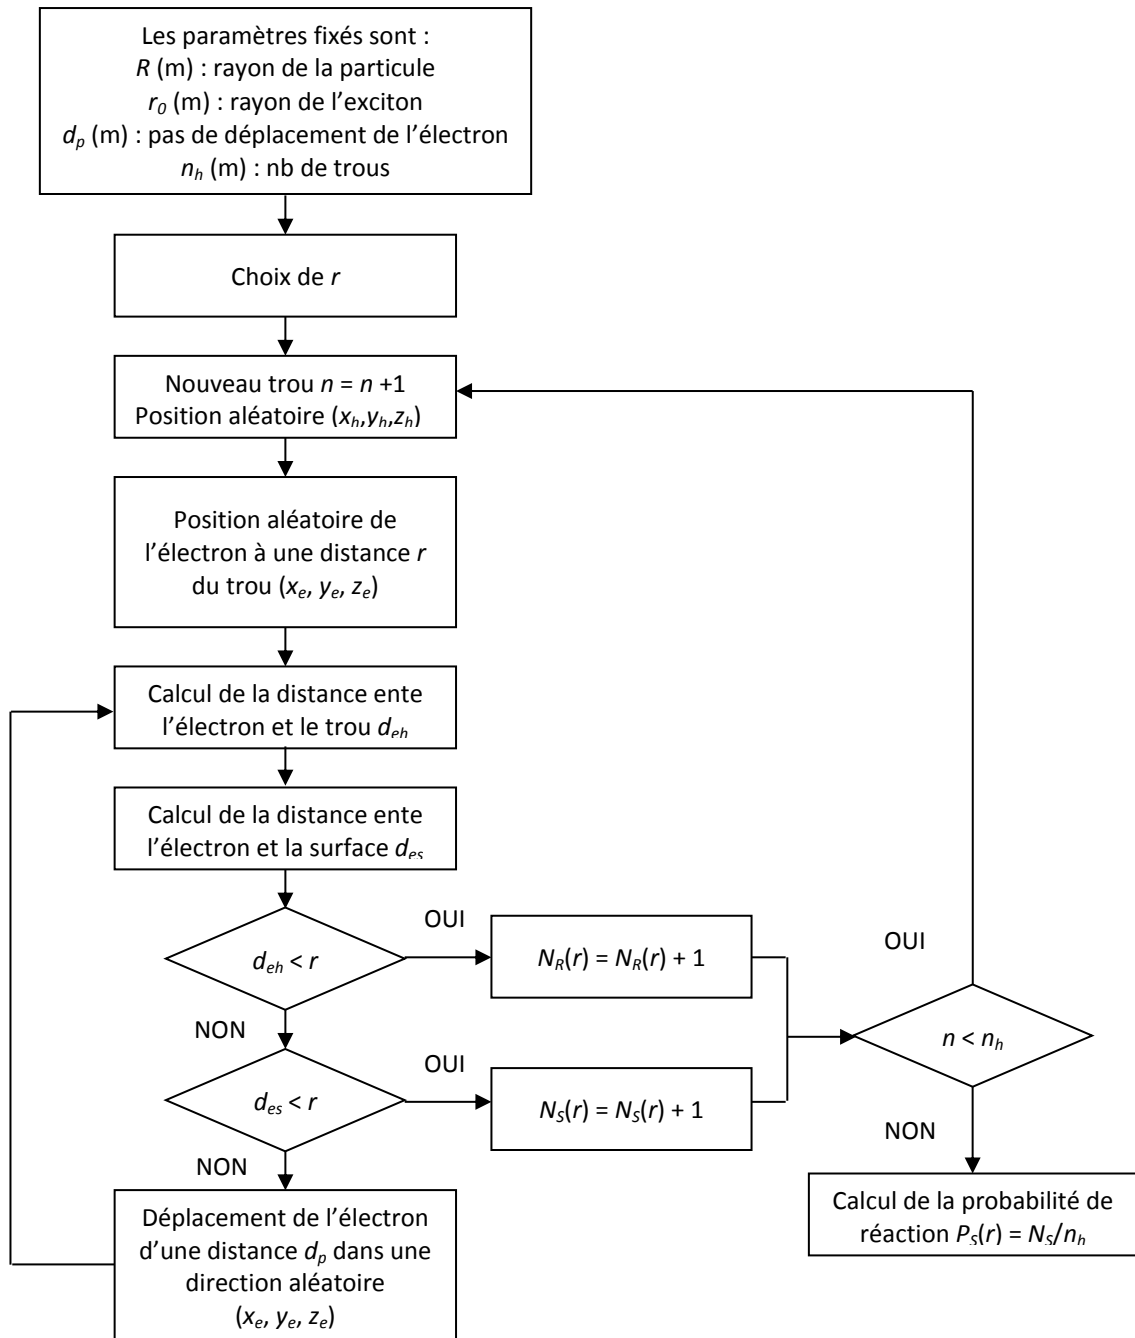 Les paramètres fixés sont :
R (m) : rayon de la particule
r0 (m) : rayon de l’exciton
dp (m) : pas de déplacement de l’électron
nh (m) : nb de trous
Choix de r
Nouveau trou n = n +1
Position aléatoire (xh,yh,zh)
Position aléatoire de
l’électron à une distance r
du trou (xe, ye, ze)
Calcul de la distance ente
l’électron et le trou deh
Calcul de la distance ente
l’électron et la surface des
deh < r
OUI
NR(r) = NR(r) + 1
NON
des < r
OUI
NS(r) = NS(r) + 1
NON
Déplacement de l’électron
d’une distance dp dans une
direction aléatoire
(xe, ye, ze)
OUI
n < nh
NON
Calcul de la probabilité de
réaction PS(r) = NS/nh